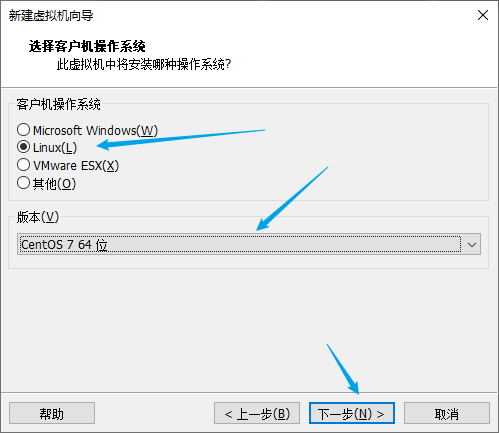 新建虚拟机向导
选择客户机操作系统
此虚拟机中将安装哪种操作系统?
客户机操作系统
Microsoft Windows(W)
Linux(L)
VMware ESX(X)
其他(O)
版本(V)
CentOS 7 64 位
帮助
< 上一步(B)
下一步(N) >
取消